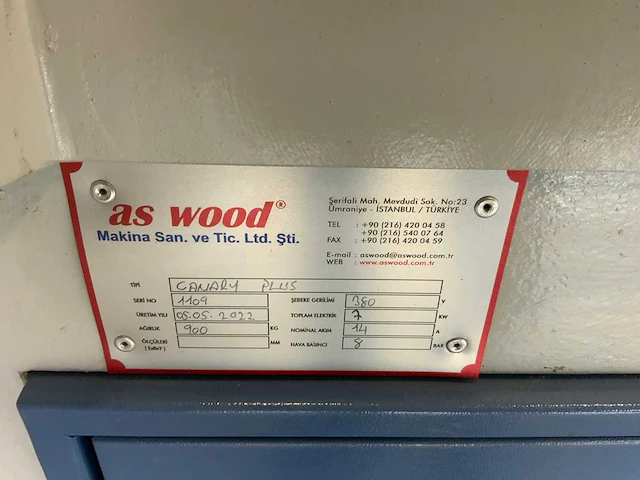 as wood®
Makina San. ve Tic. Ltd. Şti.
Şerifali Mah. Mevdudi Sok. No:23
Ümraniye - İSTANBUL / TÜRKİYE
TEL : +90 (216) 420 04 58
+90 (216) 540 07 64
FAX : +90 (216) 420 04 59
E-mail : aswood@aswood.com.tr
WEB : www.aswood.com.tr
TİPİ CANARY PLUS
SERİ NO 1109 ŞEBEKE GERİLİMİ 380 V
ÜRETİM YILI 05.05.2022 TOPLAM ELEKTRİK 7 KW
AĞIRLIK 900 KG NOMİNAL AKIM 14 A
ÖLÇÜLERİ MM HAVA BASINCI 8 BAR
(ExBxY)